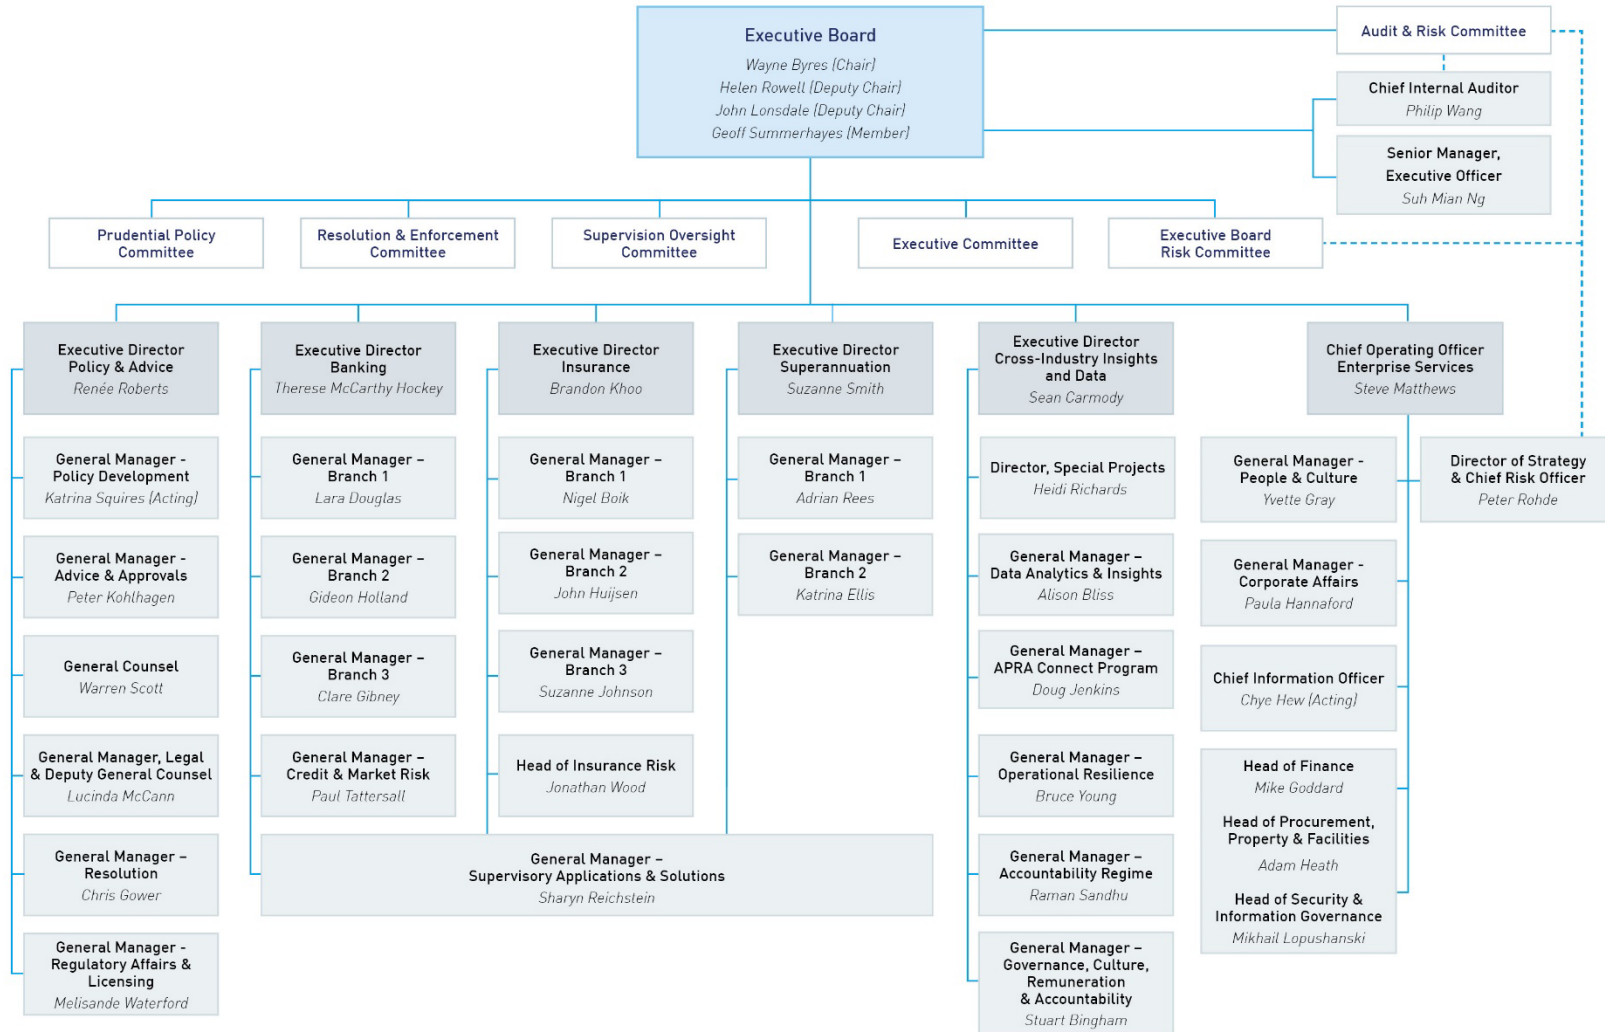 Executive Board
Wayne Byres (Chair)
Helen Rowell (Deputy Chair)
John Lonsdale (Deputy Chair)
Geoff Summerhayes (Member)
Audit & Risk Committee
Chief Internal Auditor
Philip Wang
Senior Manager,
Executive Officer
Suh Mian Ng
Prudential Policy
Committee
Resolution & Enforcement
Committee
Supervision Oversight
Committee
Executive Committee
Executive Board
Risk Committee
Executive Director
Policy & Advice
Renée Roberts
General Manager -
Policy Development
Katrina Squires (Acting)
General Manager -
Advice & Approvals
Peter Kohlhagen
General Counsel
Warren Scott
General Manager, Legal
& Deputy General Counsel
Lucinda McCann
General Manager –
Resolution
Chris Gower
General Manager -
Regulatory Affairs &
Licensing
Melisande Waterford
Executive Director
Banking
Therese McCarthy Hockey
General Manager –
Branch 1
Lara Douglas
General Manager –
Branch 2
Gideon Holland
General Manager –
Branch 3
Clare Gibney
General Manager –
Credit & Market Risk
Paul Tattersall
Executive Director
Insurance
Brandon Khoo
General Manager –
Branch 1
Nigel Boik
General Manager –
Branch 2
John Huijsen
General Manager –
Branch 3
Suzanne Johnson
Head of Insurance Risk
Jonathan Wood
Executive Director
Superannuation
Suzanne Smith
General Manager –
Branch 1
Adrian Rees
General Manager –
Branch 2
Katrina Ellis
General Manager –
Supervisory Applications & Solutions
Sharyn Reichstein
Executive Director
Cross-Industry Insights
and Data
Sean Carmody
Director, Special Projects
Heidi Richards
General Manager –
Data Analytics & Insights
Alison Bliss
General Manager –
APRA Connect Program
Doug Jenkins
General Manager –
Operational Resilience
Bruce Young
General Manager –
Accountability Regime
Raman Sandhu
General Manager –
Governance, Culture,
Remuneration
& Accountability
Stuart Bingham
Chief Operating Officer
Enterprise Services
Steve Matthews
General Manager -
People & Culture
Yvette Gray
Director of Strategy
& Chief Risk Officer
Peter Rohde
General Manager -
Corporate Affairs
Paula Hannaford
Chief Information Officer
Chye Hew (Acting)
Head of Finance
Mike Goddard
Head of Procurement,
Property & Facilities
Adam Heath
Head of Security &
Information Governance
Mikhail Lopushanski